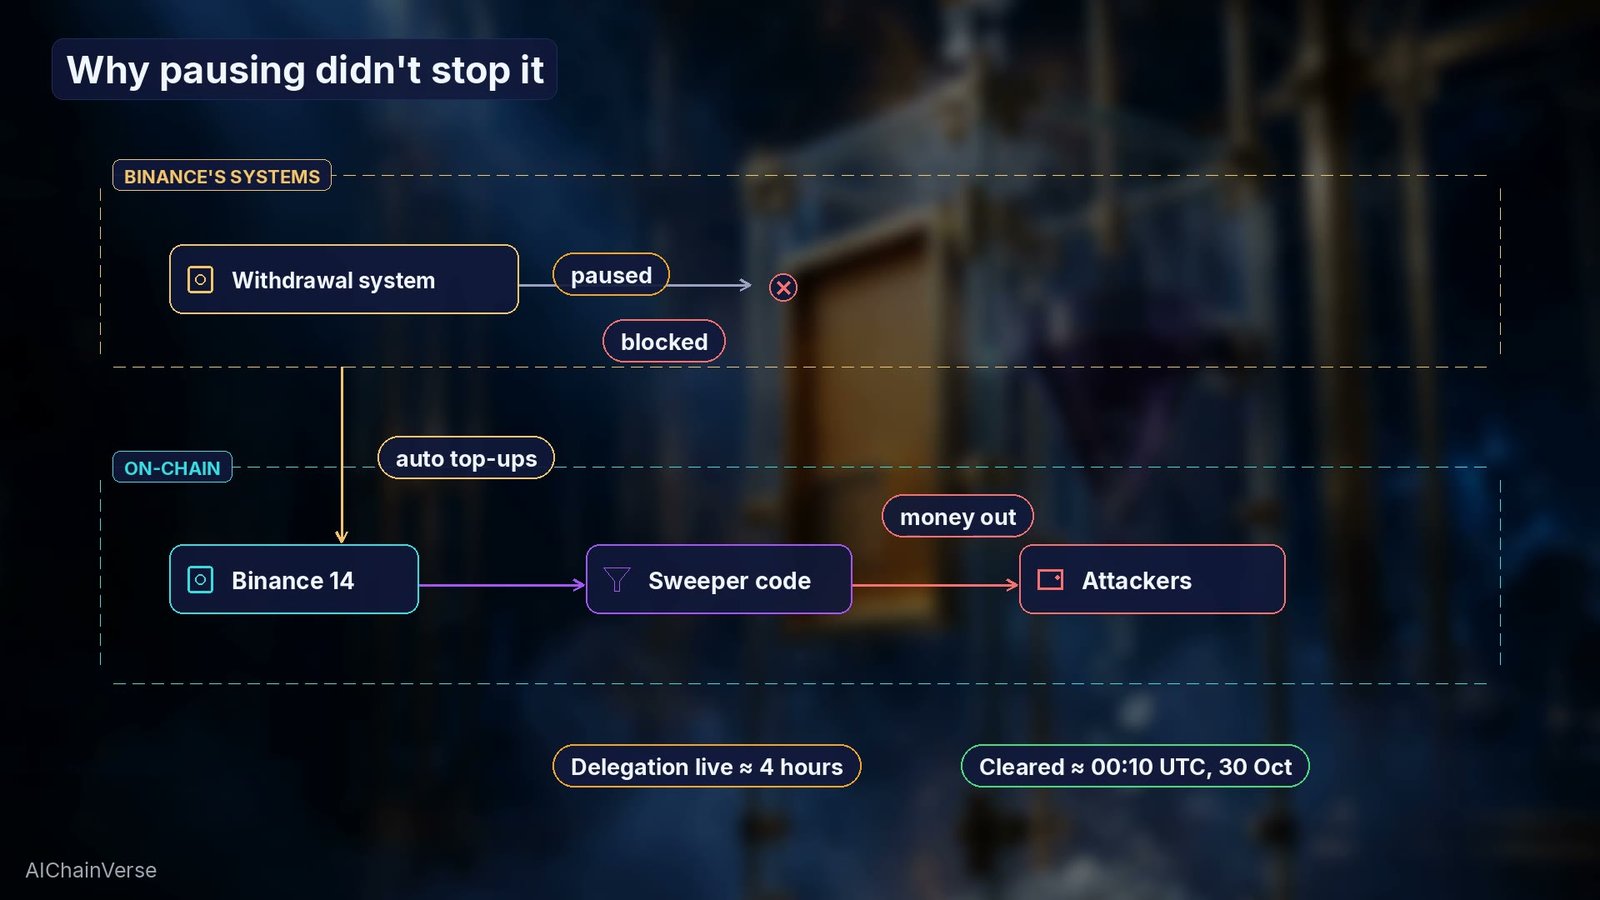 Why pausing didn't stop it
BINANCE'S SYSTEMS
Withdrawal system
paused
blocked
auto top-ups
ON-CHAIN
money out
Binance 14
Sweeper code
Attackers
Delegation live ≈ 4 hours
Cleared ≈ 00:10 UTC, 30 Oct
AIChainVerse